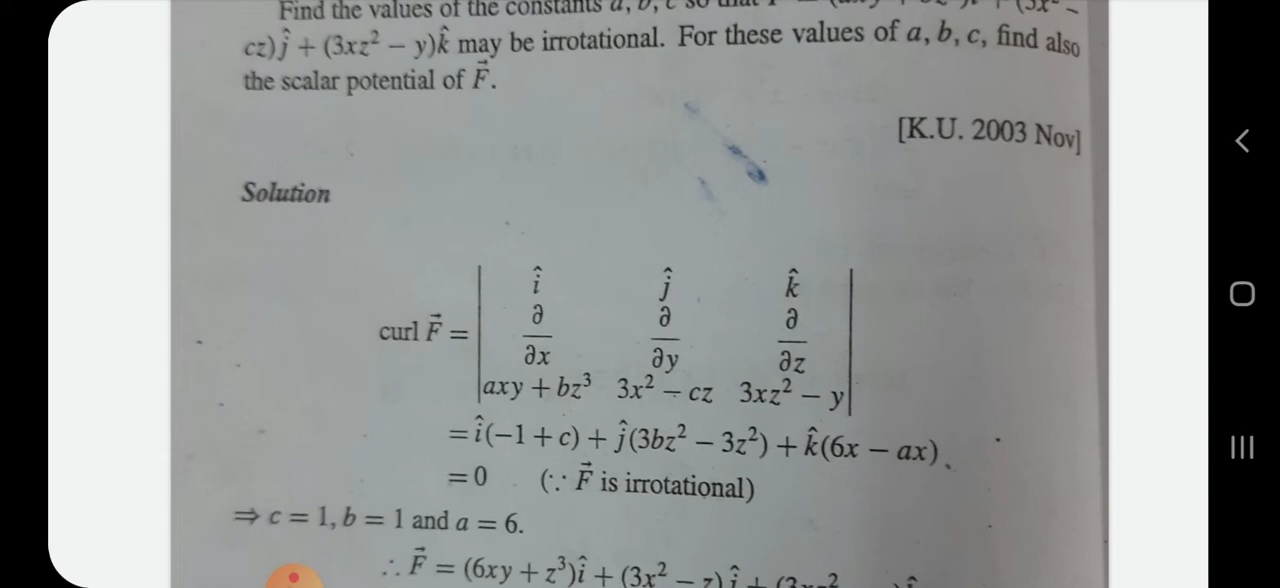 Find the values of the constants a, b, c so that
cz)ĵ + (3xz² − y)k̂ may be irrotational. For these values of a, b, c, find also
the scalar potential of F⃗.
[K.U. 2003 Nov]
Solution
î ĵ k̂
curl F⃗ = ∂/∂x ∂/∂y ∂/∂z
axy + bz³ 3x² − cz 3xz² − y
= î(−1 + c) + ĵ(3bz² − 3z²) + k̂(6x − ax)
= 0 (∵ F⃗ is irrotational)
⇒ c = 1, b = 1 and a = 6.
∴ F⃗ = (6xy + z³)î + (3x² − z)ĵ +